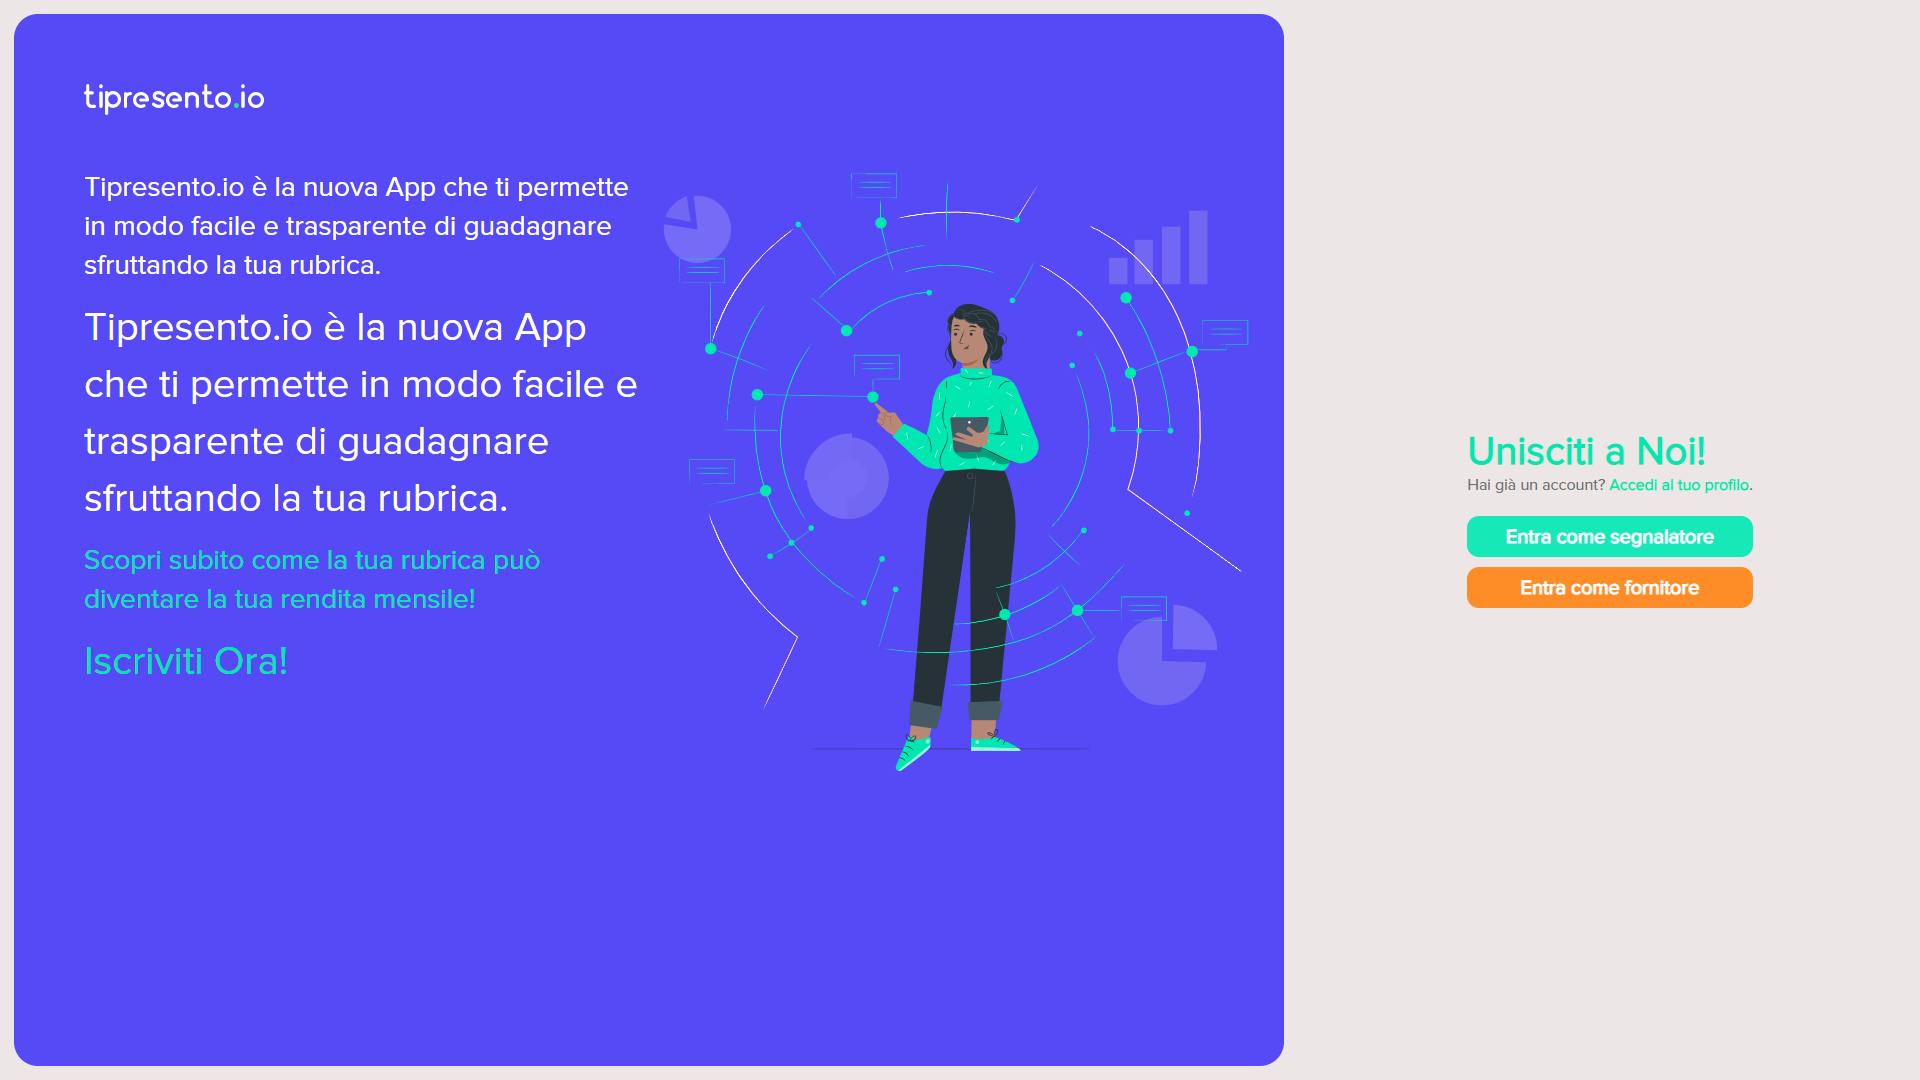 tipresento.io
Tipresento.io è la nuova App che ti permette
in modo facile e trasparente di guadagnare
sfruttando la tua rubrica.
Tipresento.io è la nuova App
che ti permette in modo facile e
trasparente di guadagnare
sfruttando la tua rubrica.
Scopri subito come la tua rubrica può
diventare la tua rendita mensile!
Iscriviti Ora!
Unisciti a Noi!
Hai già un account? Accedi al tuo profilo.
Entra come segnalatore
Entra come fornitore